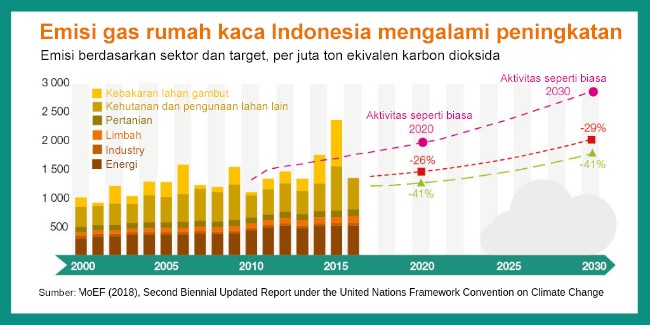 Emisi gas rumah kaca Indonesia mengalami peningkatan
Emisi berdasarkan sektor dan target, per juta ton ekivalen karbon dioksida
3 000
2 500
2 000
1 500
1 000
500
Kebakaran lahan gambut
Kehutanan dan pengunaan lahan lain
Pertanian
Limbah
Industry
Energi
Aktivitas seperti biasa
2020
Aktivitas seperti biasa
2030
-26%
-41%
-29%
-41%
2000
2005
2010
2015
2020
2025
2030
Sumber: MoEF (2018), Second Biennial Updated Report under the United Nations Framework Convention on Climate Change